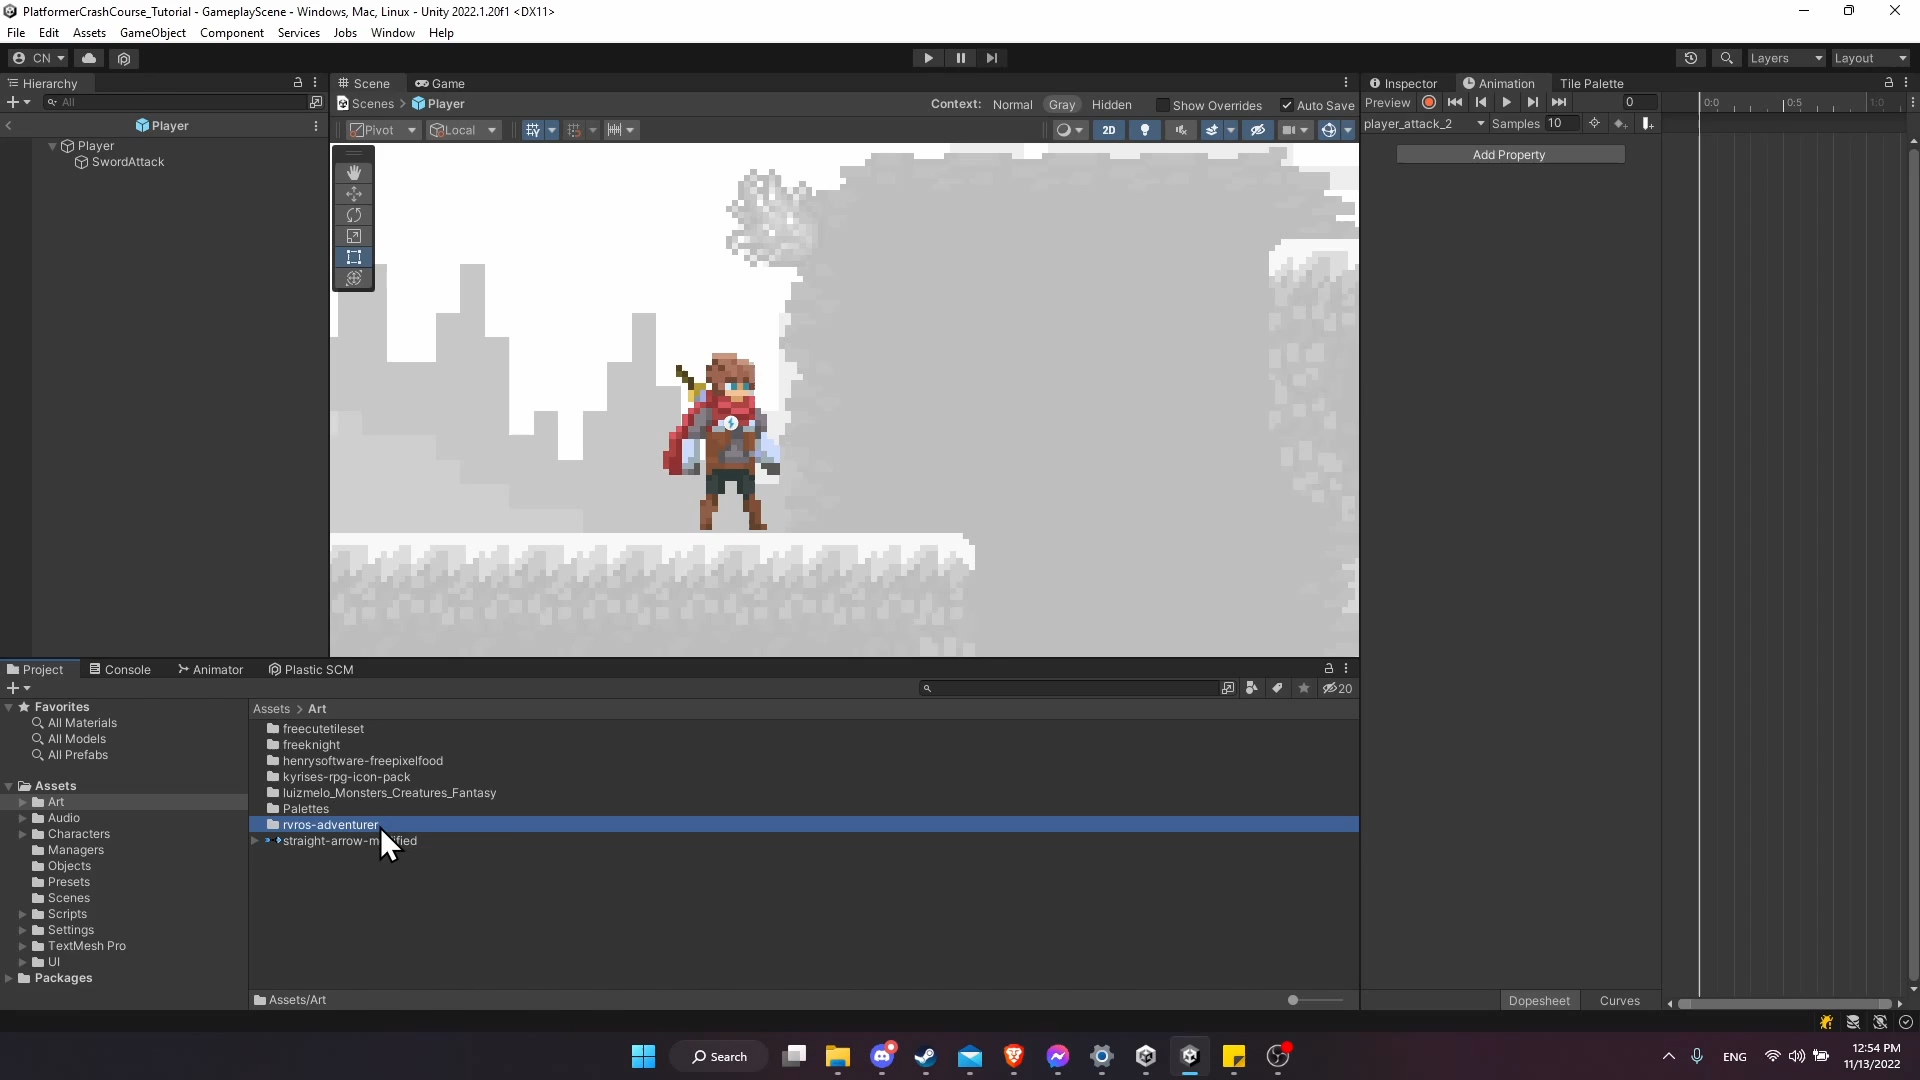 PlatformerCrashCourse_Tutorial - GameplayScene - Windows, Mac, Linux - Unity 2022.1.20f1 <DX11>
File Edit Assets GameObject Component Services Jobs Window Help
CN Layers Layout
Hierarchy Scene Game Inspector Animation Tile Palette
All
Scenes > Player Context: Normal Gray Hidden Show Overrides Auto Save
Preview 0 0:0 0:5 1:0
Player
Pivot Local 2D
player_attack_2 Samples 10
Player
SwordAttack
Add Property
Project Console Animator Plastic SCM
20
Favorites
All Materials
All Models
All Prefabs
Assets
Art
Audio
Characters
Managers
Objects
Presets
Scenes
Scripts
Settings
TextMesh Pro
UI
Packages
Assets > Art
freecutetileset
freeknight
henrysoftware-freepixelfood
kyrises-rpg-icon-pack
luizmelo_Monsters_Creatures_Fantasy
Palettes
rvros-adventurer
Assets/Art
Dopesheet Curves
Search
ENG
12:54 PM
11/13/2022